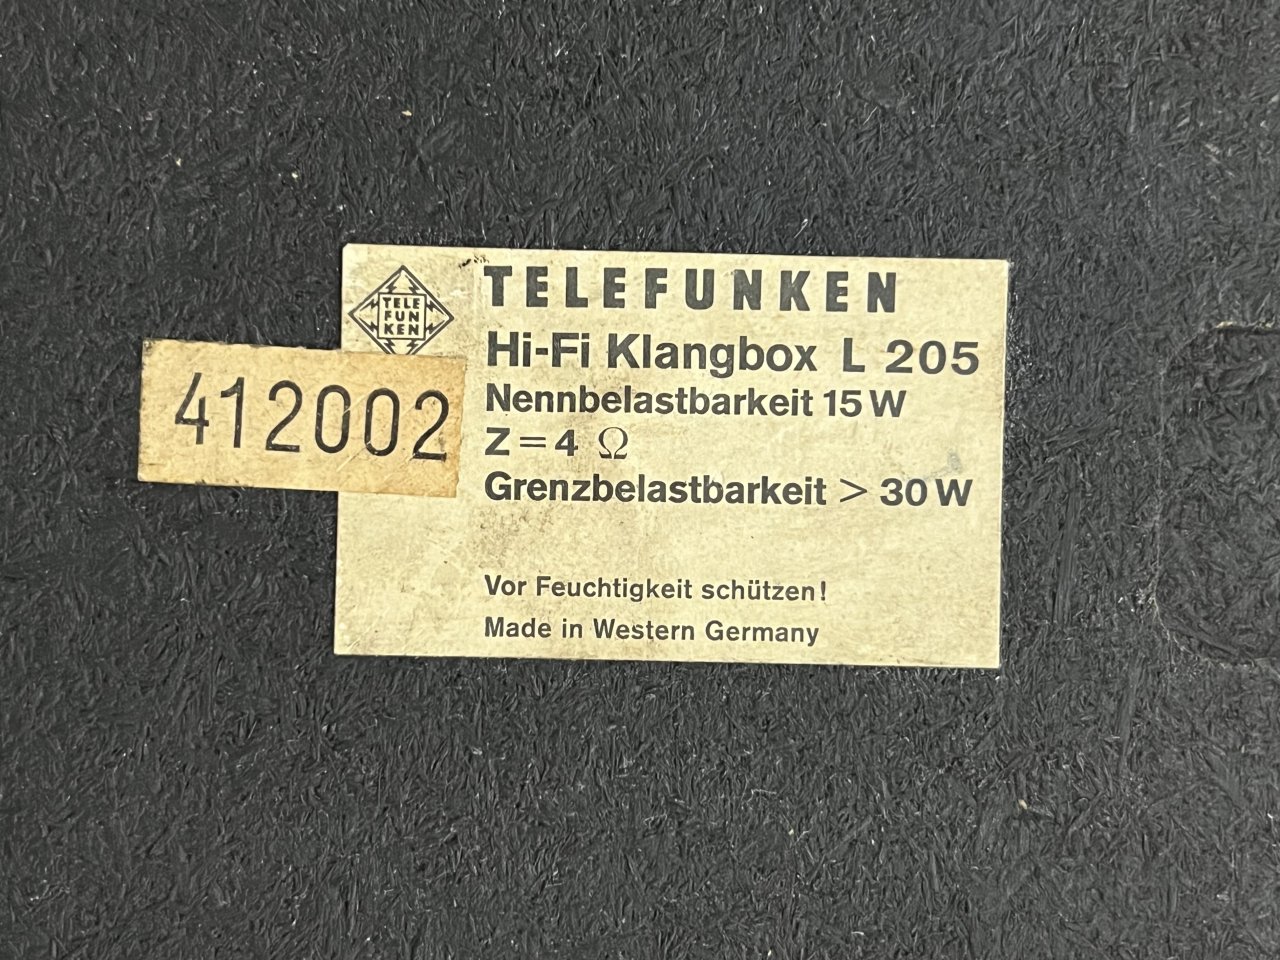 TELEFUNKEN
TELE
FUN
KEN
Hi-Fi Klangbox L 205
412002
Nennbelastbarkeit 15 W
Z = 4 Ω
Grenzbelastbarkeit > 30 W
Vor Feuchtigkeit schützen!
Made in Western Germany